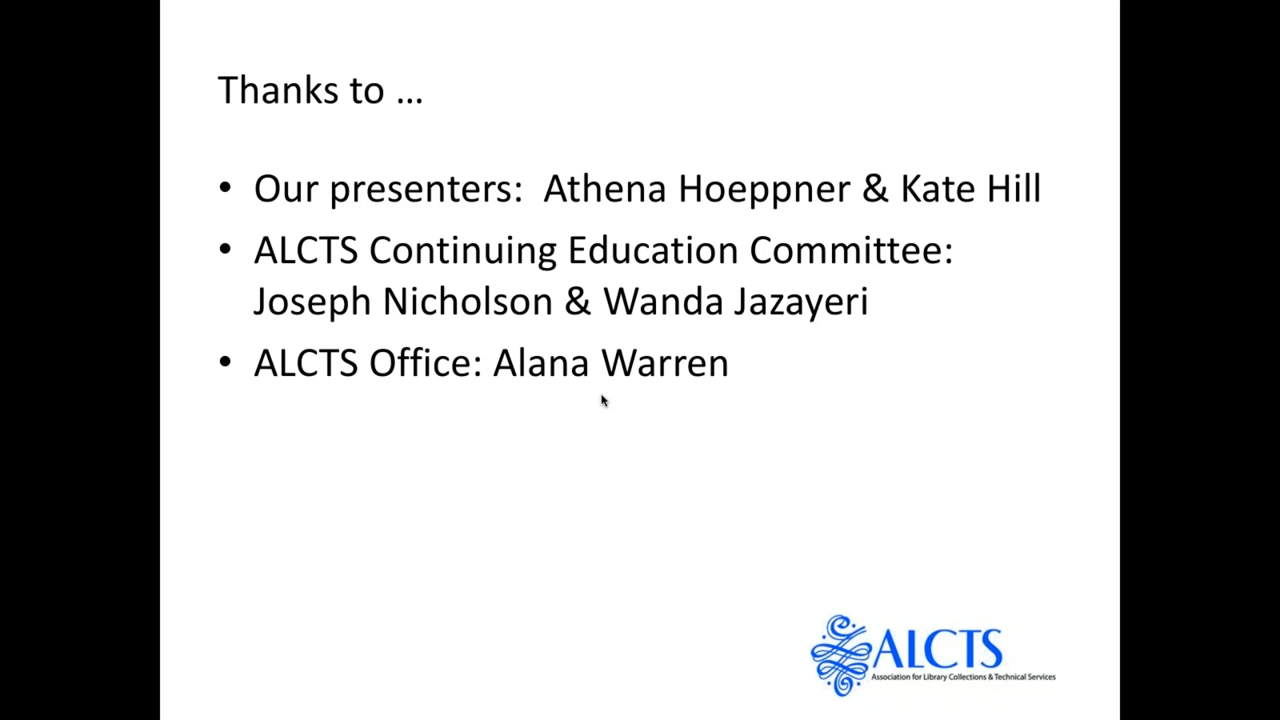 Thanks to ...
• Our presenters:  Athena Hoeppner & Kate Hill
• ALCTS Continuing Education Committee:
Joseph Nicholson & Wanda Jazayeri
• ALCTS Office: Alana Warren
ALCTS
Association for Library Collections & Technical Services